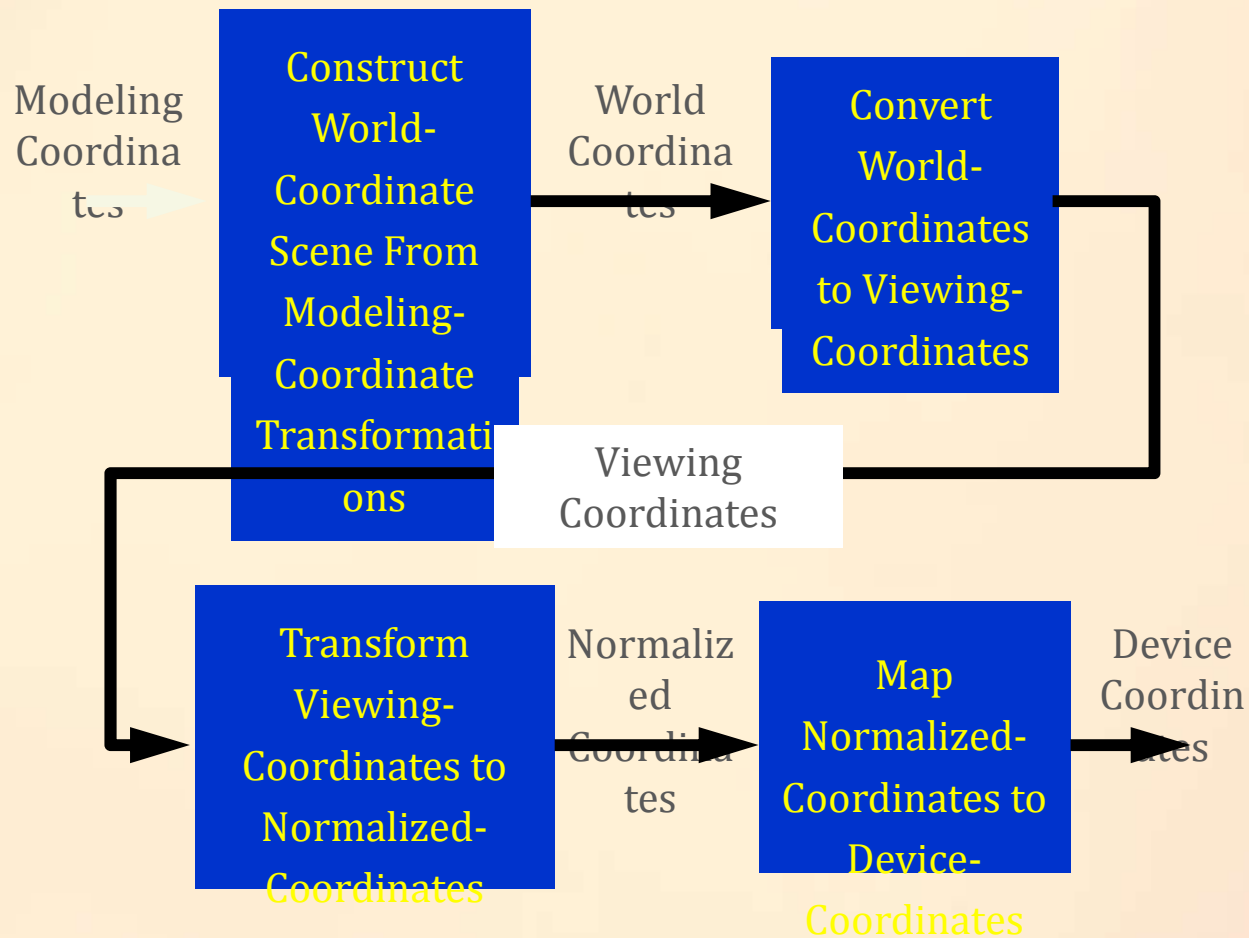 Modeling
Coordina
tes
Construct
World-
Coordinate
Scene From
Modeling-
Coordinate
Transformati
ons
World
Coordina
tes
Convert
World-
Coordinates
to Viewing-
Coordinates
Viewing
Coordinates
Transform
Viewing-
Coordinates to
Normalized-
Coordinates
Normaliz
ed
Coordina
tes
Map
Normalized-
Coordinates to
Device-
Coordinates
Device
Coordin
ates